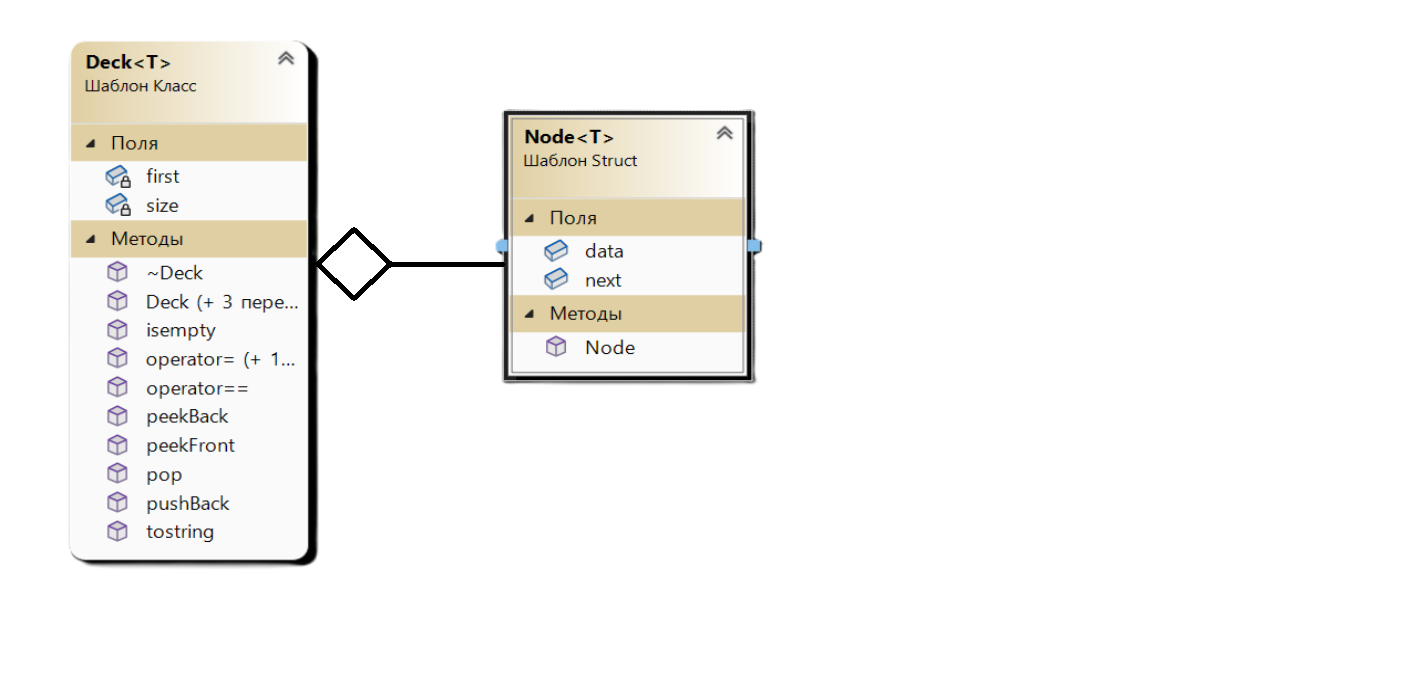 Deck<T>
Шаблон Класс
Поля
first
size
Методы
~Deck
Deck (+ 3 пере...
isempty
operator= (+ 1...
operator==
peekBack
peekFront
pop
pushBack
tostring
Node<T>
Шаблон Struct
Поля
data
next
Методы
Node